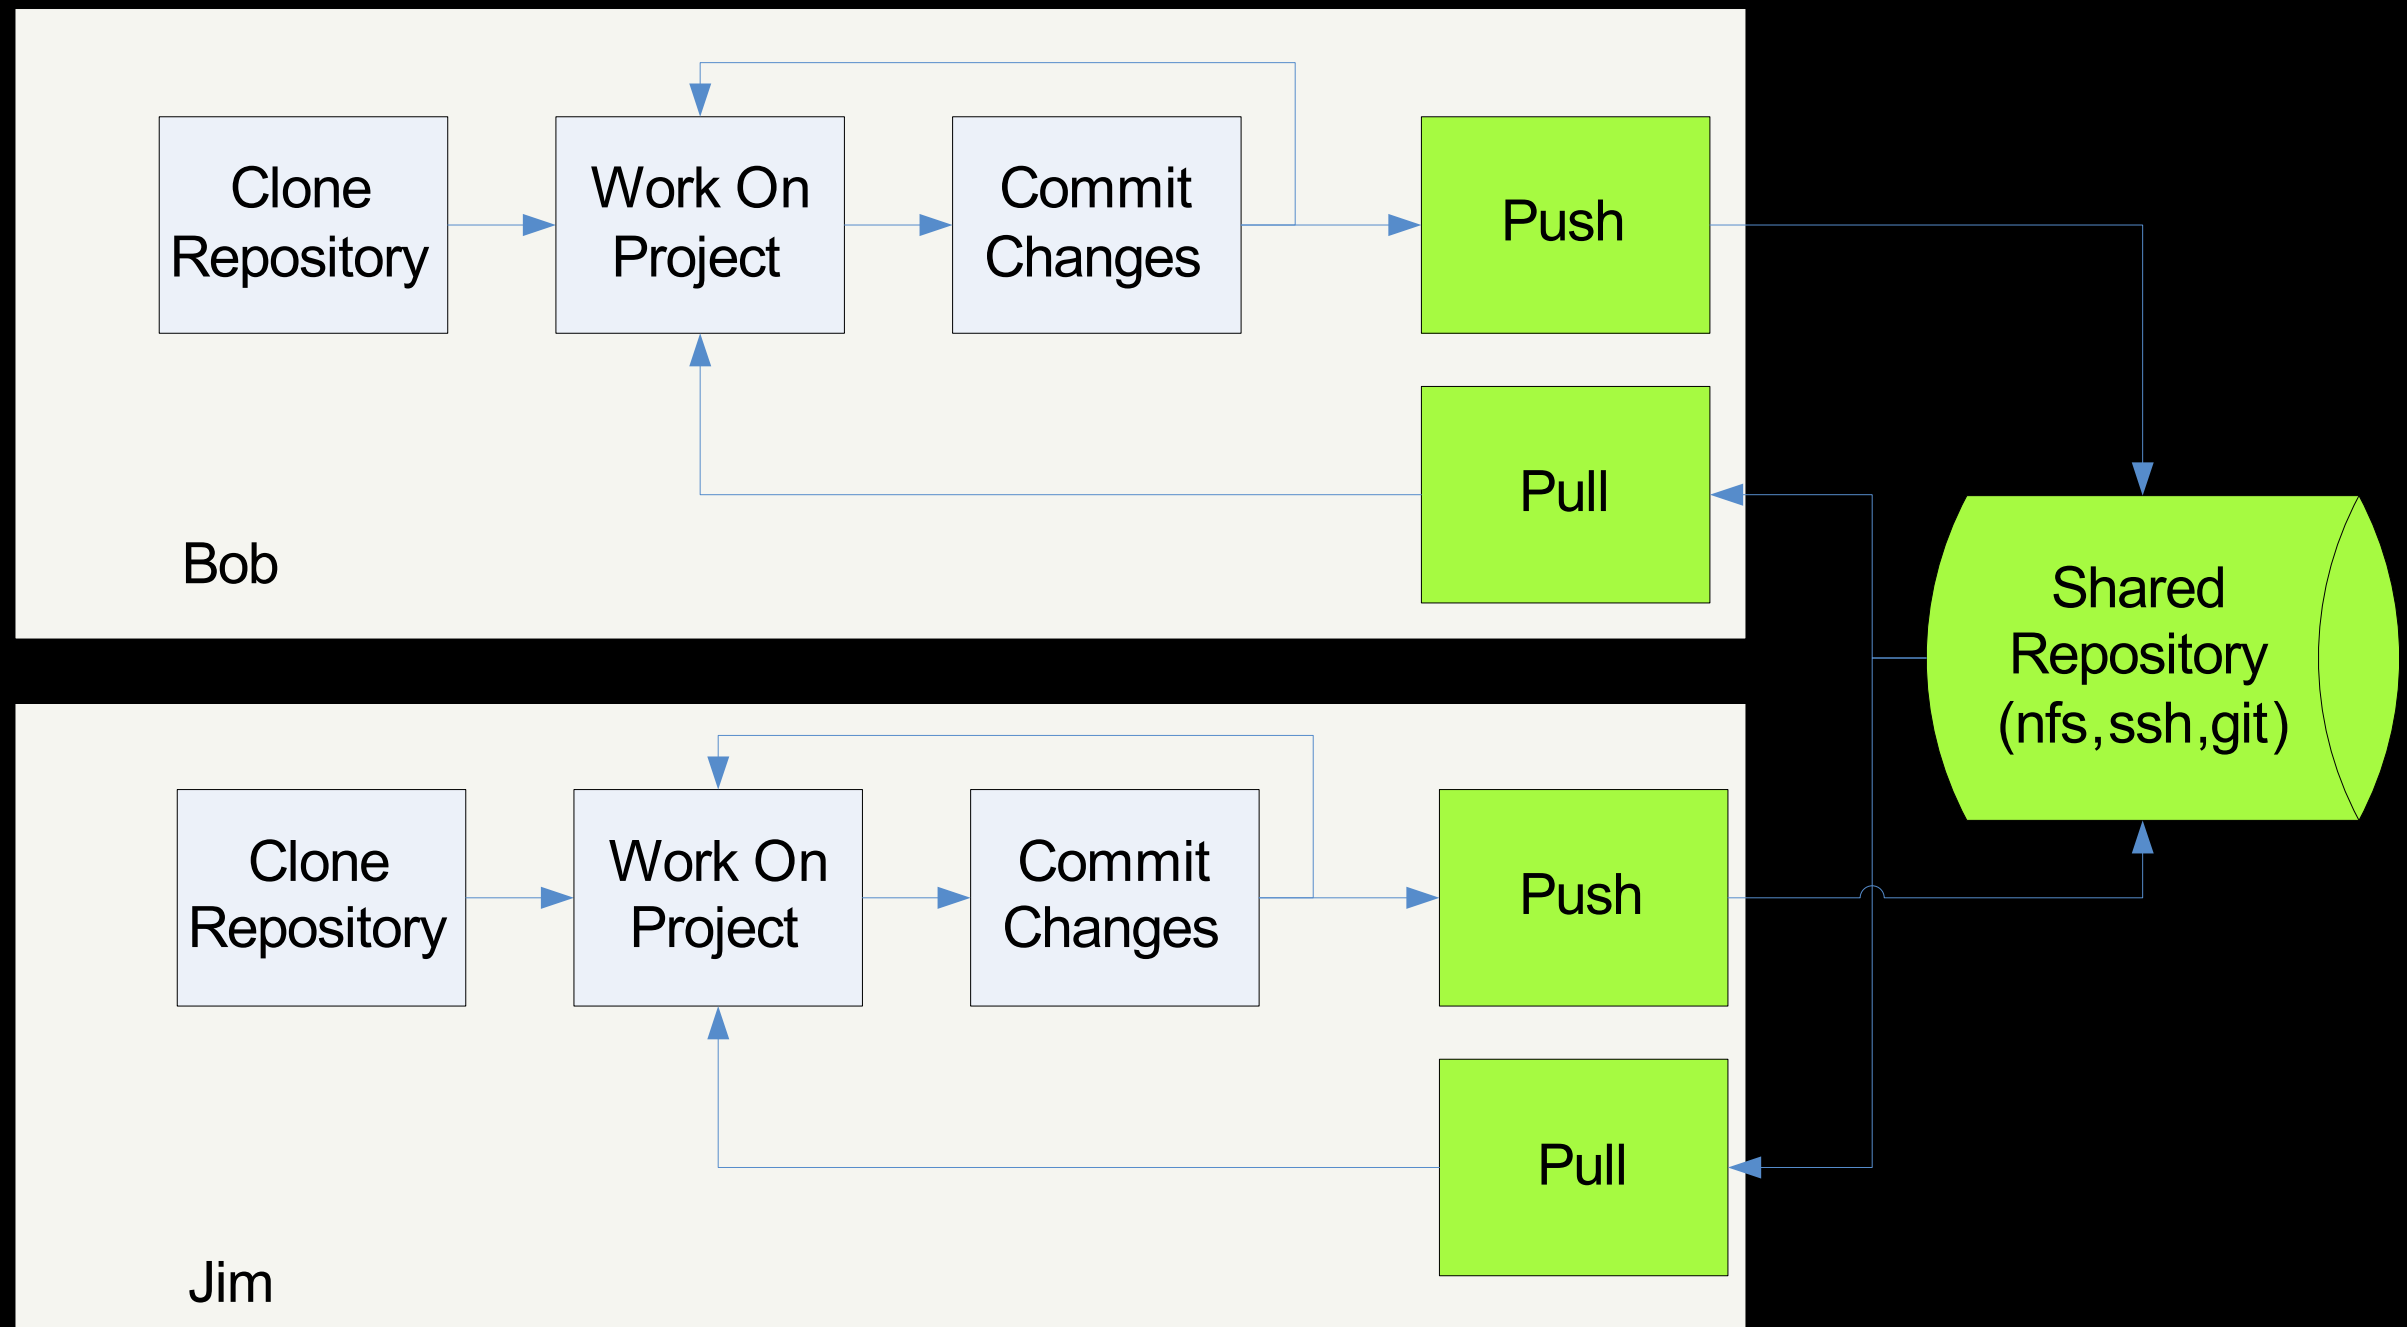 Clone
Repository
Work On
Project
Commit
Changes
Push
Pull
Bob
Shared
Repository
(nfs,ssh,git)
Clone
Repository
Work On
Project
Commit
Changes
Push
Pull
Jim